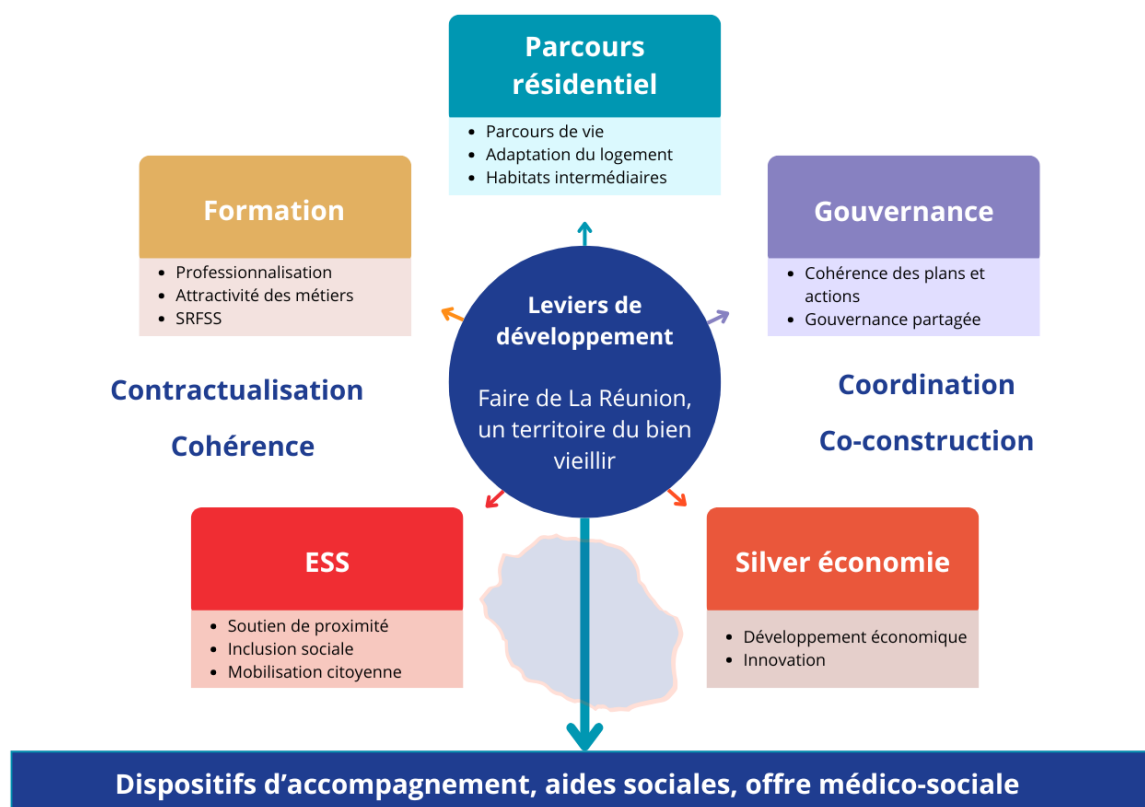 Parcours
résidentiel
• Parcours de vie
• Adaptation du logement
• Habitats intermédiaires
Formation
• Professionnalisation
• Attractivité des métiers
• SRFSS
Gouvernance
• Cohérence des plans et
actions
• Gouvernance partagée
Leviers de
développement
Faire de La Réunion,
un territoire du bien
vieillir
Contractualisation
Cohérence
Coordination
Co-construction
ESS
• Soutien de proximité
• Inclusion sociale
• Mobilisation citoyenne
Silver économie
• Développement économique
• Innovation
Dispositifs d’accompagnement, aides sociales, offre médico-sociale